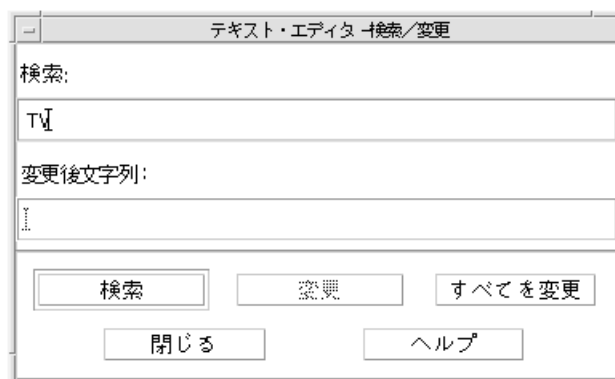 テキスト・エディタ -検索／変更
検索:
TV
変更後文字列:
検索 変更 すべてを変更
閉じる ヘルプ